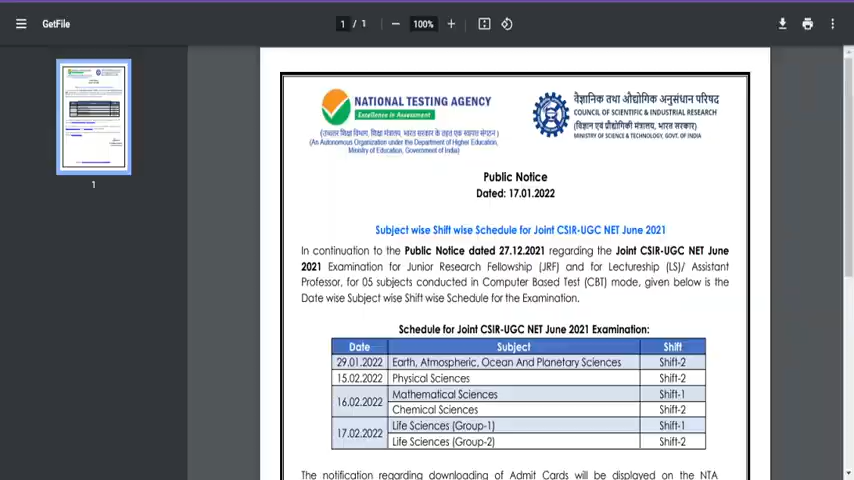 GetFile
1 / 1
100%
1
NATIONAL TESTING AGENCY
Excellence in Assessment
(उच्चतर शिक्षा विभाग, शिक्षा मंत्रालय, भारत सरकार के तहत एक स्वायत्त संगठन)
(An Autonomous Organization under the Department of Higher Education,
Ministry of Education, Government of India)
वैज्ञानिक तथा औद्योगिक अनुसंधान परिषद
COUNCIL OF SCIENTIFIC & INDUSTRIAL RESEARCH
(विज्ञान एवं प्रौद्योगिकी मंत्रालय, भारत सरकार)
MINISTRY OF SCIENCE & TECHNOLOGY, GOVT. OF INDIA
Public Notice
Dated: 17.01.2022
Subject wise Shift wise Schedule for Joint CSIR-UGC NET June 2021
In continuation to the Public Notice dated 27.12.2021 regarding the Joint CSIR-UGC NET June
2021 Examination for Junior Research Fellowship (JRF) and for Lectureship (LS)/ Assistant
Professor, for 05 subjects conducted in Computer Based Test (CBT) mode, given below is the
Date wise Subject wise Shift wise Schedule for the Examination.
Schedule for Joint CSIR-UGC NET June 2021 Examination:
Date Subject Shift
29.01.2022 Earth, Atmospheric, Ocean And Planetary Sciences Shift-2
15.02.2022 Physical Sciences Shift-2
16.02.2022 Mathematical Sciences Shift-1
Chemical Sciences Shift-2
17.02.2022 Life Sciences (Group-1) Shift-1
Life Sciences (Group-2) Shift-2
The notification regarding downloading of Admit Cards will be displayed on the NTA